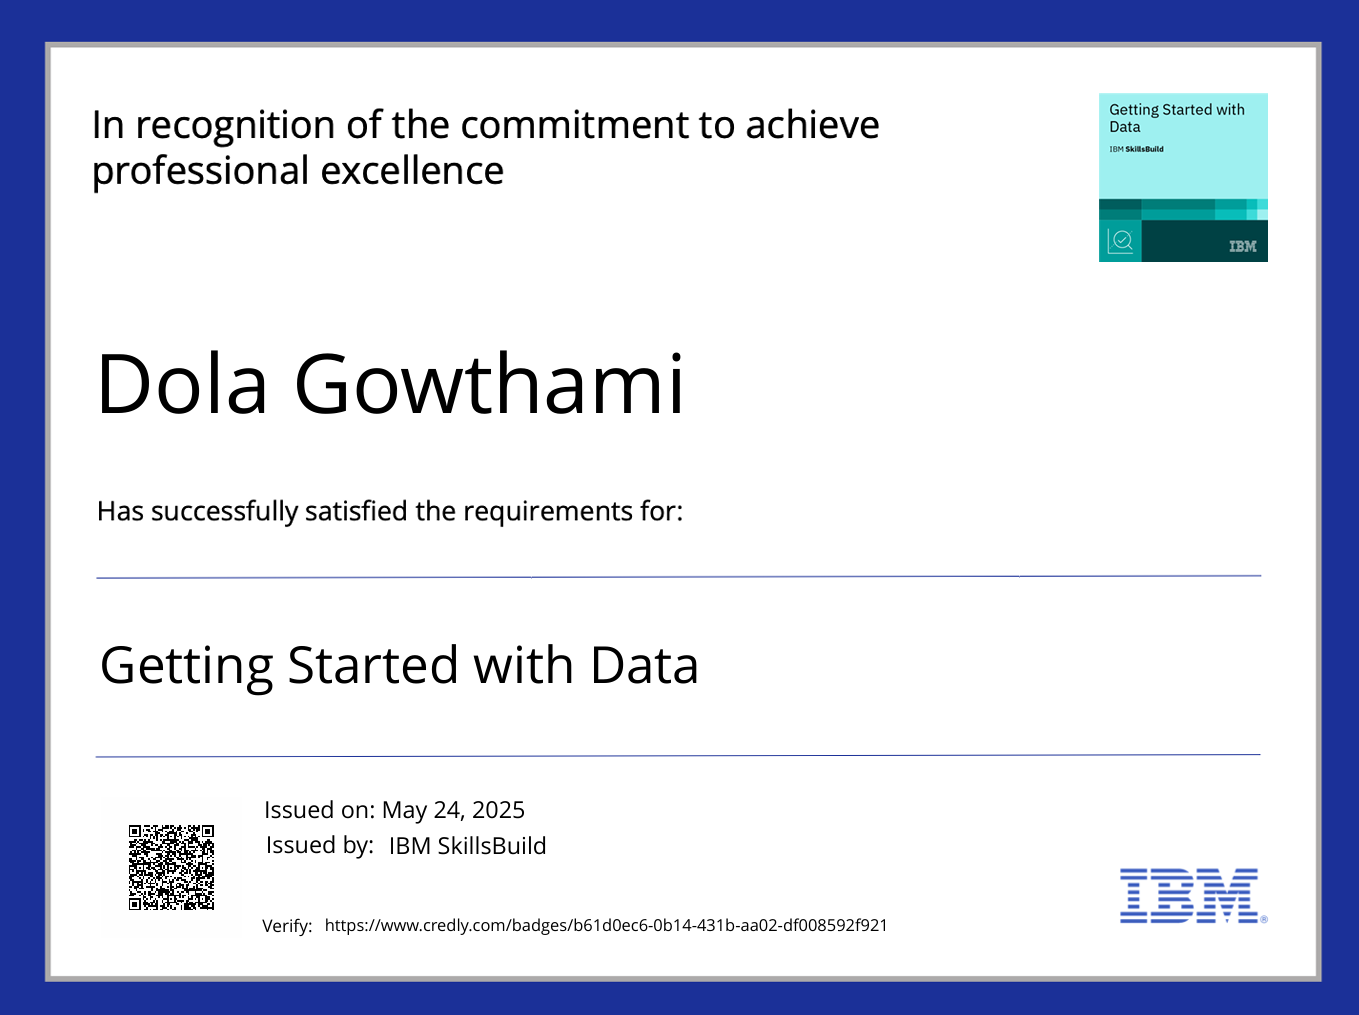 In recognition of the commitment to achieve
professional excellence
Getting Started with
Data
IBM SkillsBuild
IBM
Dola Gowthami
Has successfully satisfied the requirements for:
Getting Started with Data
Issued on: May 24, 2025
Issued by: IBM SkillsBuild
Verify: https://www.credly.com/badges/b61d0ec6-0b14-431b-aa02-df008592f921
IBM®